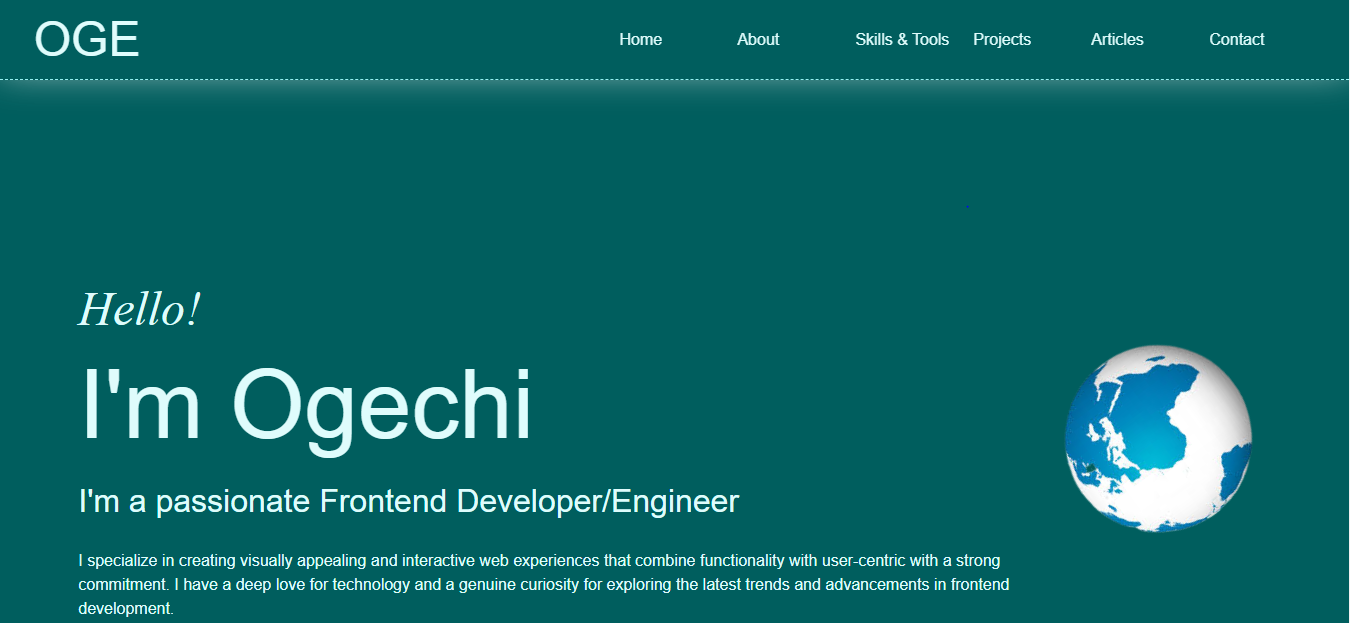 OGE
Home About Skills & Tools Projects Articles Contact
Hello!
I'm Ogechi
I'm a passionate Frontend Developer/Engineer
I specialize in creating visually appealing and interactive web experiences that combine functionality with user-centric with a strong
commitment. I have a deep love for technology and a genuine curiosity for exploring the latest trends and advancements in frontend
development.